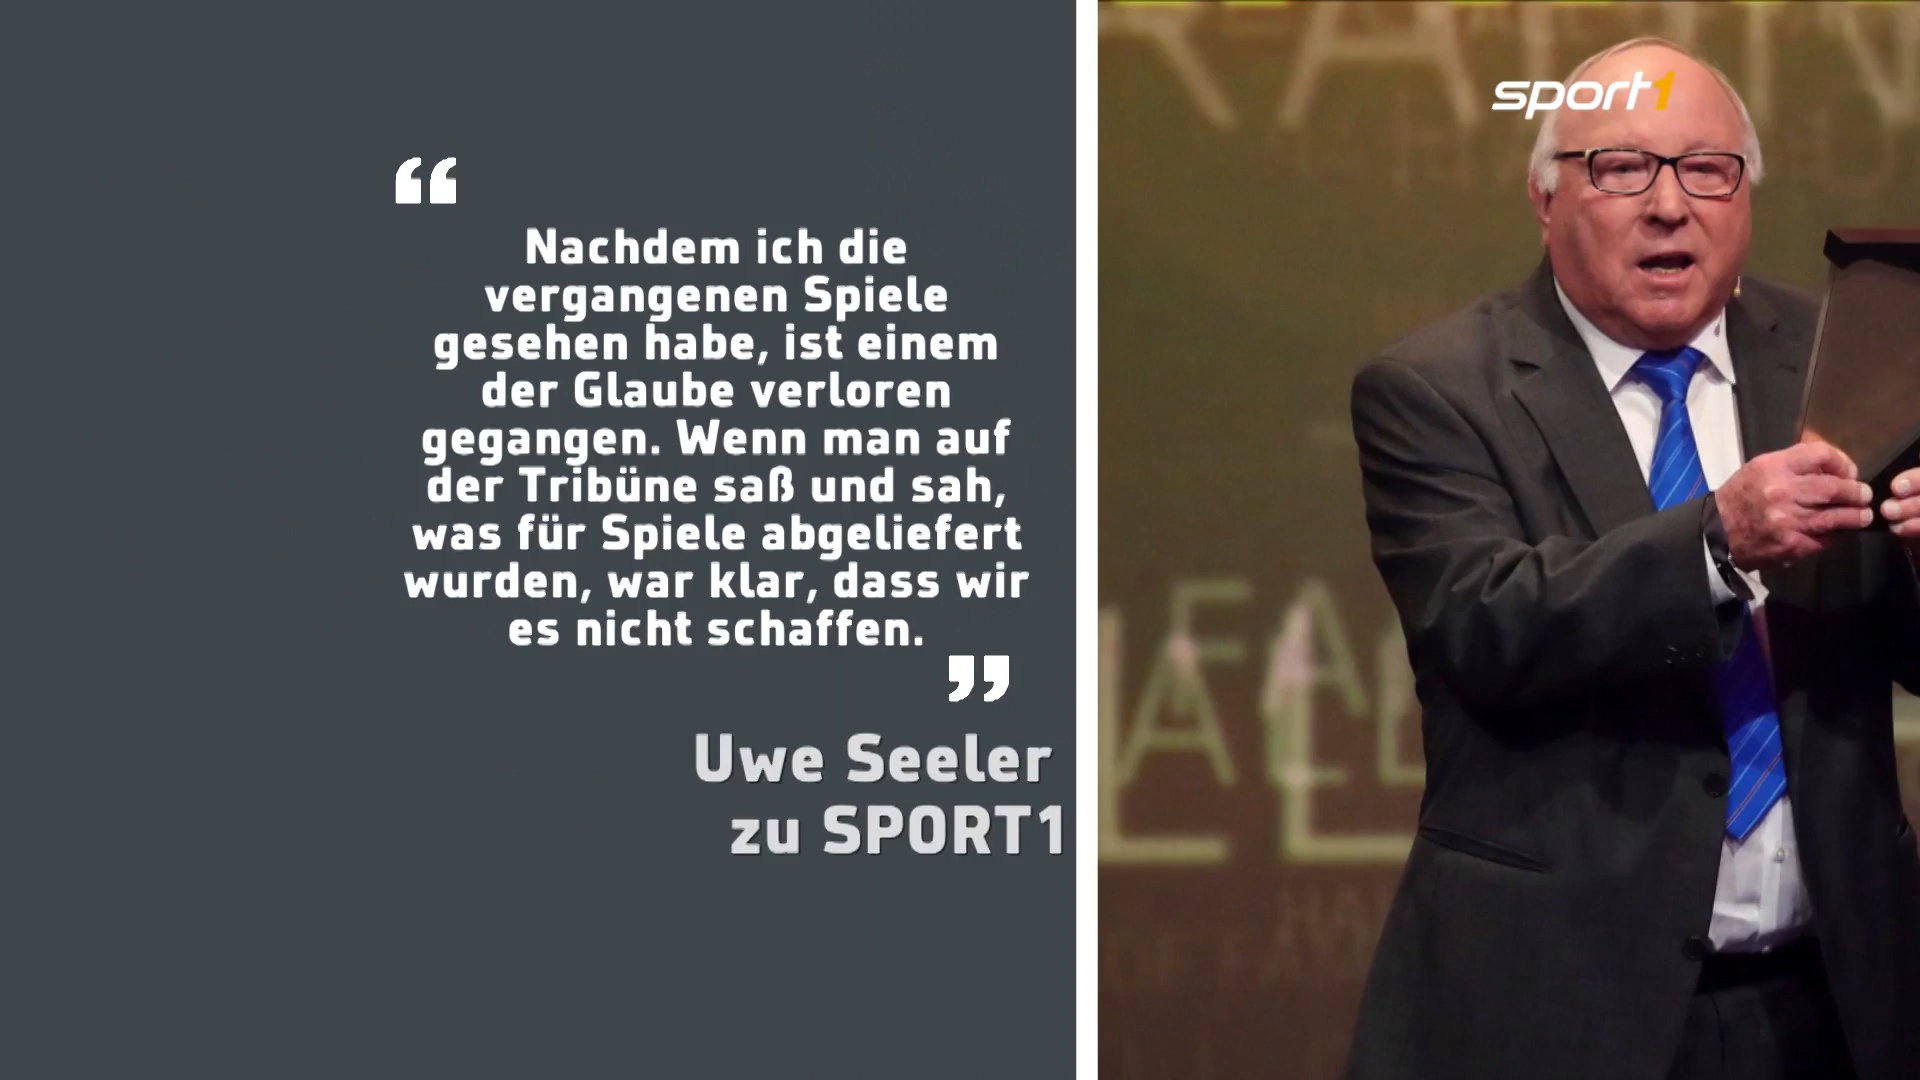 sport1
“
Nachdem ich die
vergangenen Spiele
gesehen habe, ist einem
der Glaube verloren
gegangen. Wenn man auf
der Tribüne saß und sah,
was für Spiele abgeliefert
wurden, war klar, dass wir
es nicht schaffen.
”
Uwe Seeler
zu SPORT1